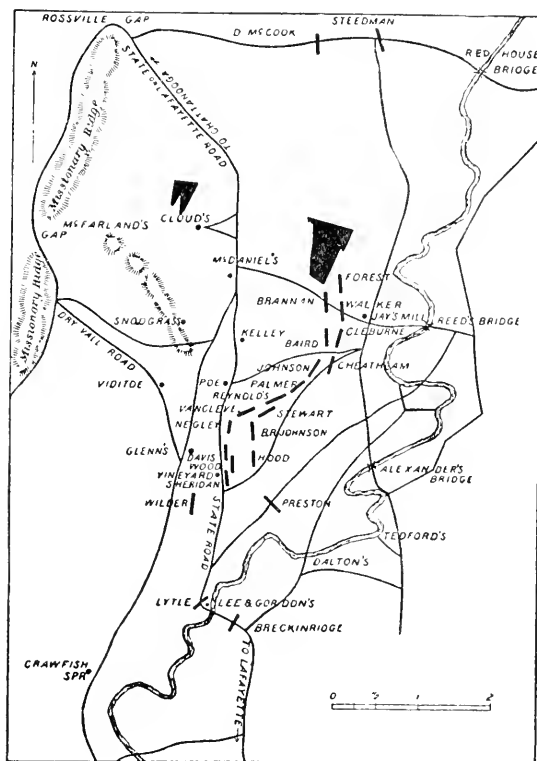 ROSSVILLE GAP
STEEDMAN
D MCCOOK
RED HOUSE
BRIDGE
N
TO CHATTANOOGA
STATE OR LAFAYETTE ROAD
Missionary Ridge
CLOUD'S
MCFARLAND'S
GAP
MCDANIEL'S
FOREST
BRANNAN
WALKER
JAY'S MILL
REED'S BRIDGE
SNODGRASS
KELLEY
CLEBURNE
BAIRD
Missionary Ridge
DRY VALL ROAD
JOHNSON
CHEATHSAM
VIDITOE
POE
PALMER
REYNOLD'S
VANCLEVE
STEWART
NEGLEY
B.R.JOHNSON
GLENN'S
DAVIS
HOOD
WOOD
VINEYARD
SHERIDAN
ALEXANDER'S
BRIDGE
WILDER
PRESTON
STATE ROAD
TEDFORD'S
DALTON'S
LYTLE
LEE & GORDON'S
BRECKINRIDGE
CRAWFISH
SPR
TO LAFAYETTE
0 1 2